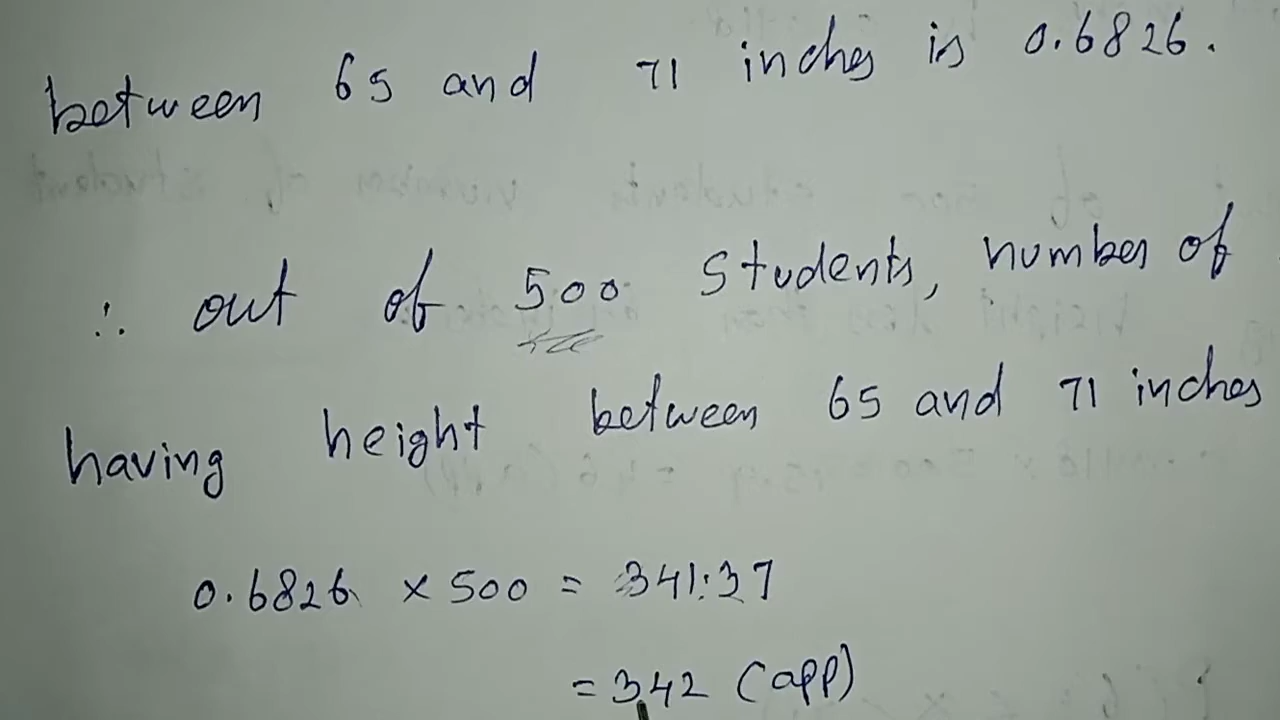 between 65 and 71 inches is 0.6826.
∴ out of 500 students, number of
having height between 65 and 71 inches
0.6826 × 500 = 341.37
= 342 (app)